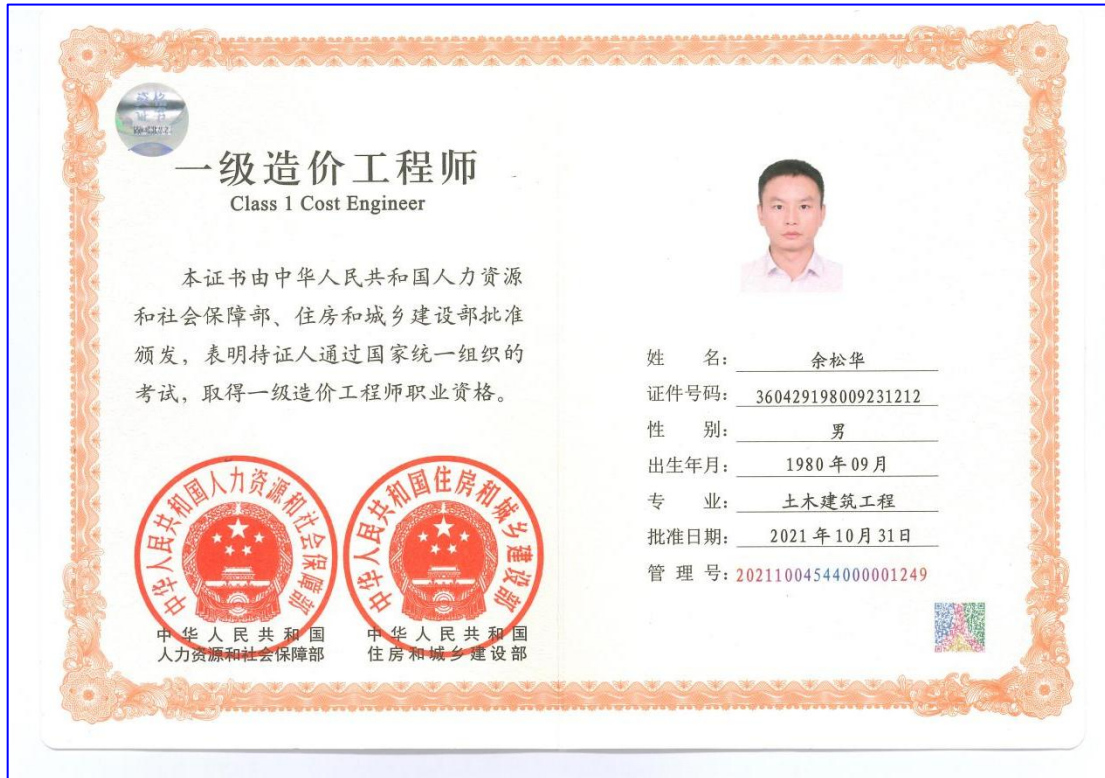 资格
证书
一级造价工程师
Class 1 Cost Engineer
本证书由中华人民共和国人力资源
和社会保障部、住房和城乡建设部批准
颁发，表明持证人通过国家统一组织的
考试，取得一级造价工程师职业资格。
中华人民共和国人力资源和社会保障部
中华人民共和国住房和城乡建设部
中华人民共和国
人力资源和社会保障部
中华人民共和国
住房和城乡建设部
姓 名：余松华
证件号码：360429198009231212
性 别：男
出生年月：1980年09月
专 业：土木建筑工程
批准日期：2021年10月31日
管 理 号：20211004544000001249